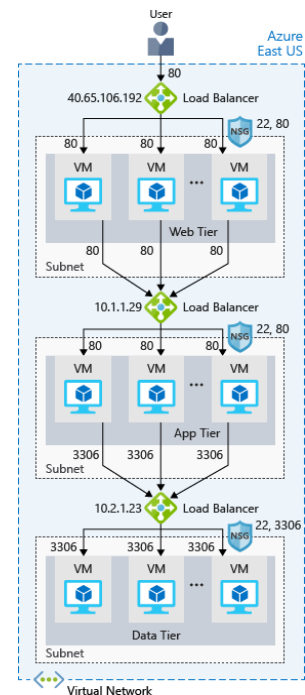 User
Azure
East US
80
40.65.106.192 Load Balancer
NSG 22, 80
80 80 80
VM VM VM
...
Web Tier
80 80 80
Subnet
10.1.1.29 Load Balancer
NSG 22, 80
80 80 80
VM VM VM
...
App Tier
3306 3306 3306
Subnet
10.2.1.23 Load Balancer
NSG 22, 3306
3306 3306 3306
VM VM VM
...
Data Tier
Subnet
Virtual Network